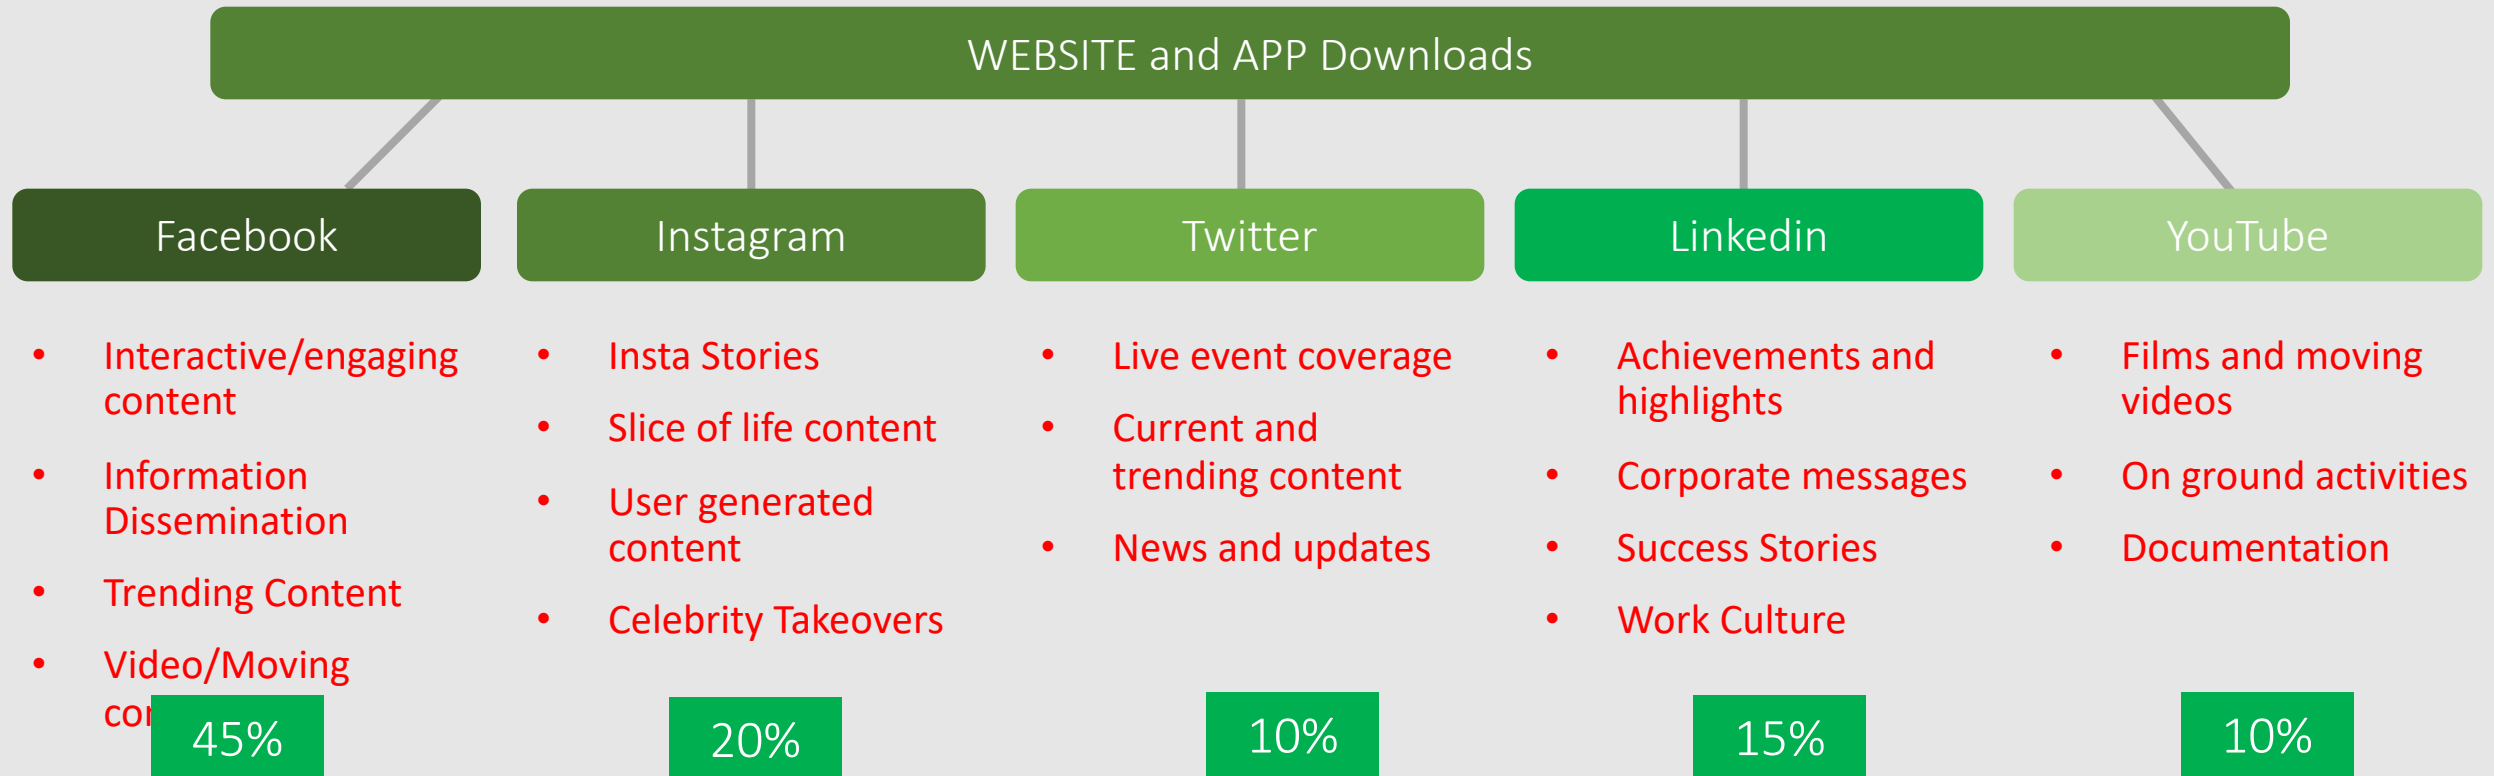 WEBSITE and APP Downloads
Facebook
Instagram
Twitter
Linkedin
YouTube
• Interactive/engaging
content
• Information
Dissemination
• Trending Content
• Video/Moving
45%
• Insta Stories
• Slice of life content
• User generated
content
• Celebrity Takeovers
20%
• Live event coverage
• Current and
trending content
• News and updates
10%
• Achievements and
highlights
• Corporate messages
• Success Stories
• Work Culture
15%
• Films and moving
videos
• On ground activities
• Documentation
10%